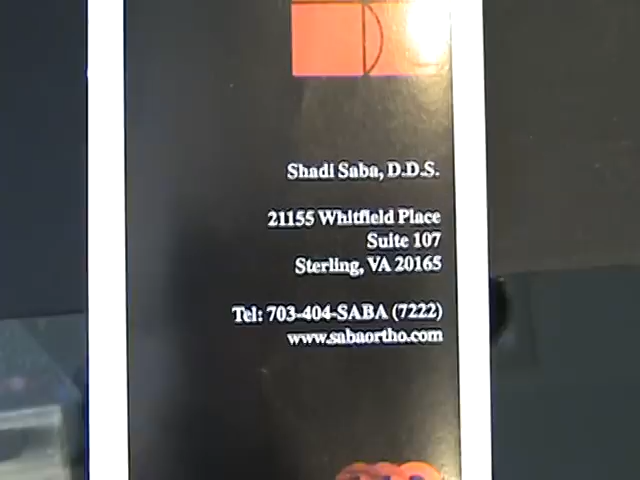 Shadi Saba, D.D.S.
21155 Whitfield Place
Suite 107
Sterling, VA 20165
Tel: 703-404-SABA (7222)
www.sabaortho.com